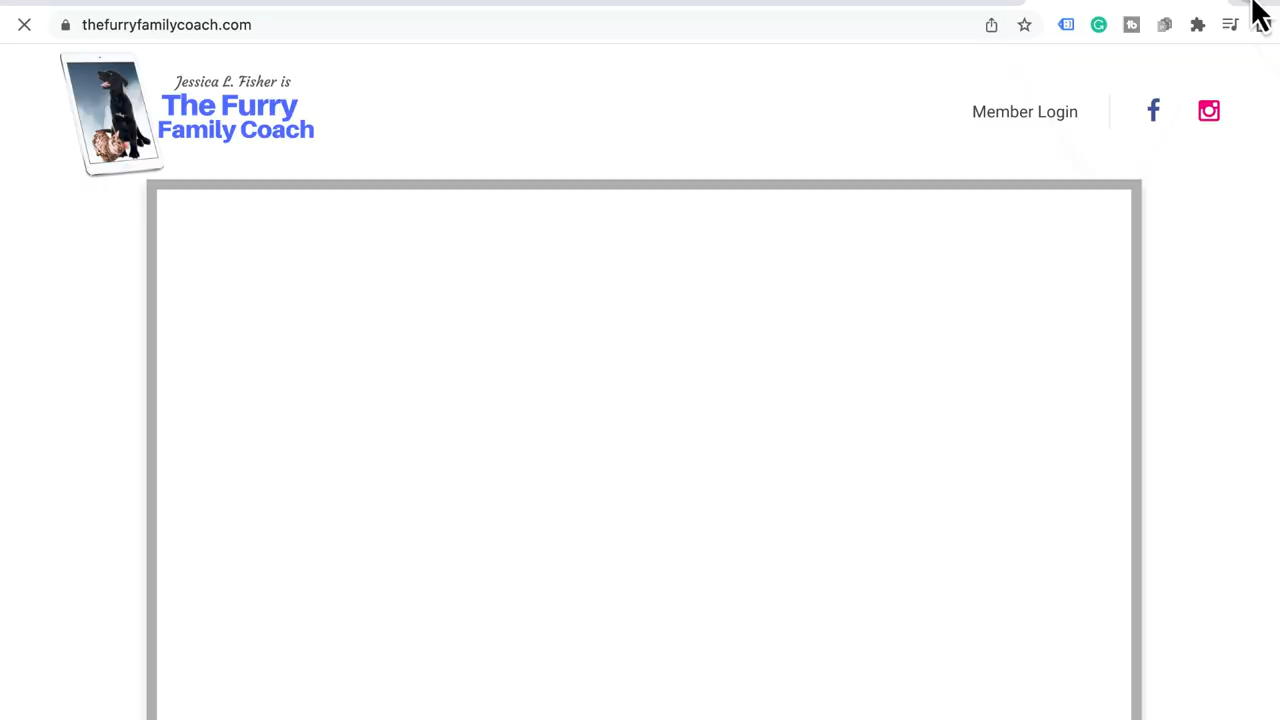 thefurryfamilycoach.com
Jessica L. Fisher is
The Furry
Family Coach
Member Login